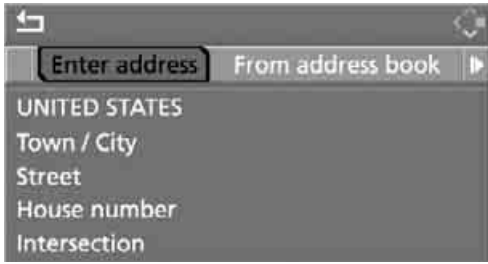 Enter address From address book
UNITED STATES
Town / City
Street
House number
Intersection